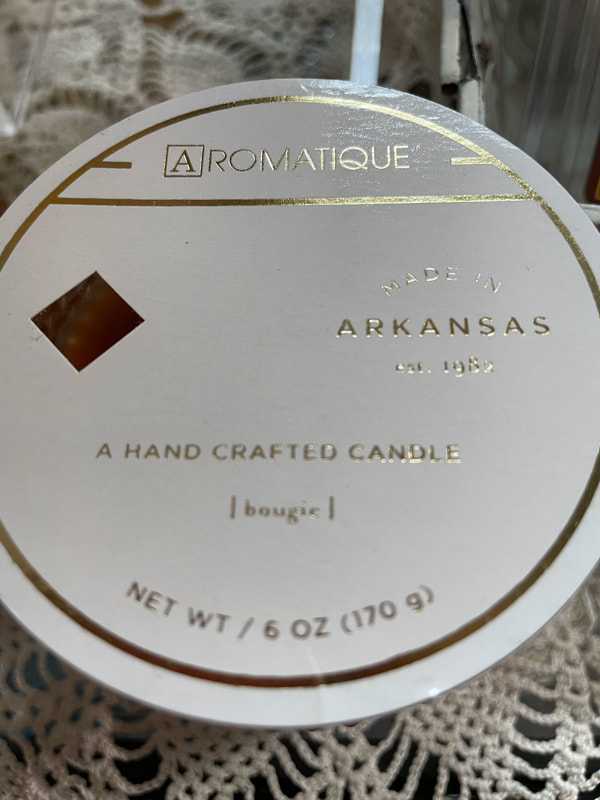 AROMATIQUE
MADE IN
ARKANSAS
est. 1982
A HAND CRAFTED CANDLE
| bougie |
NET WT / 6 OZ (170 g)